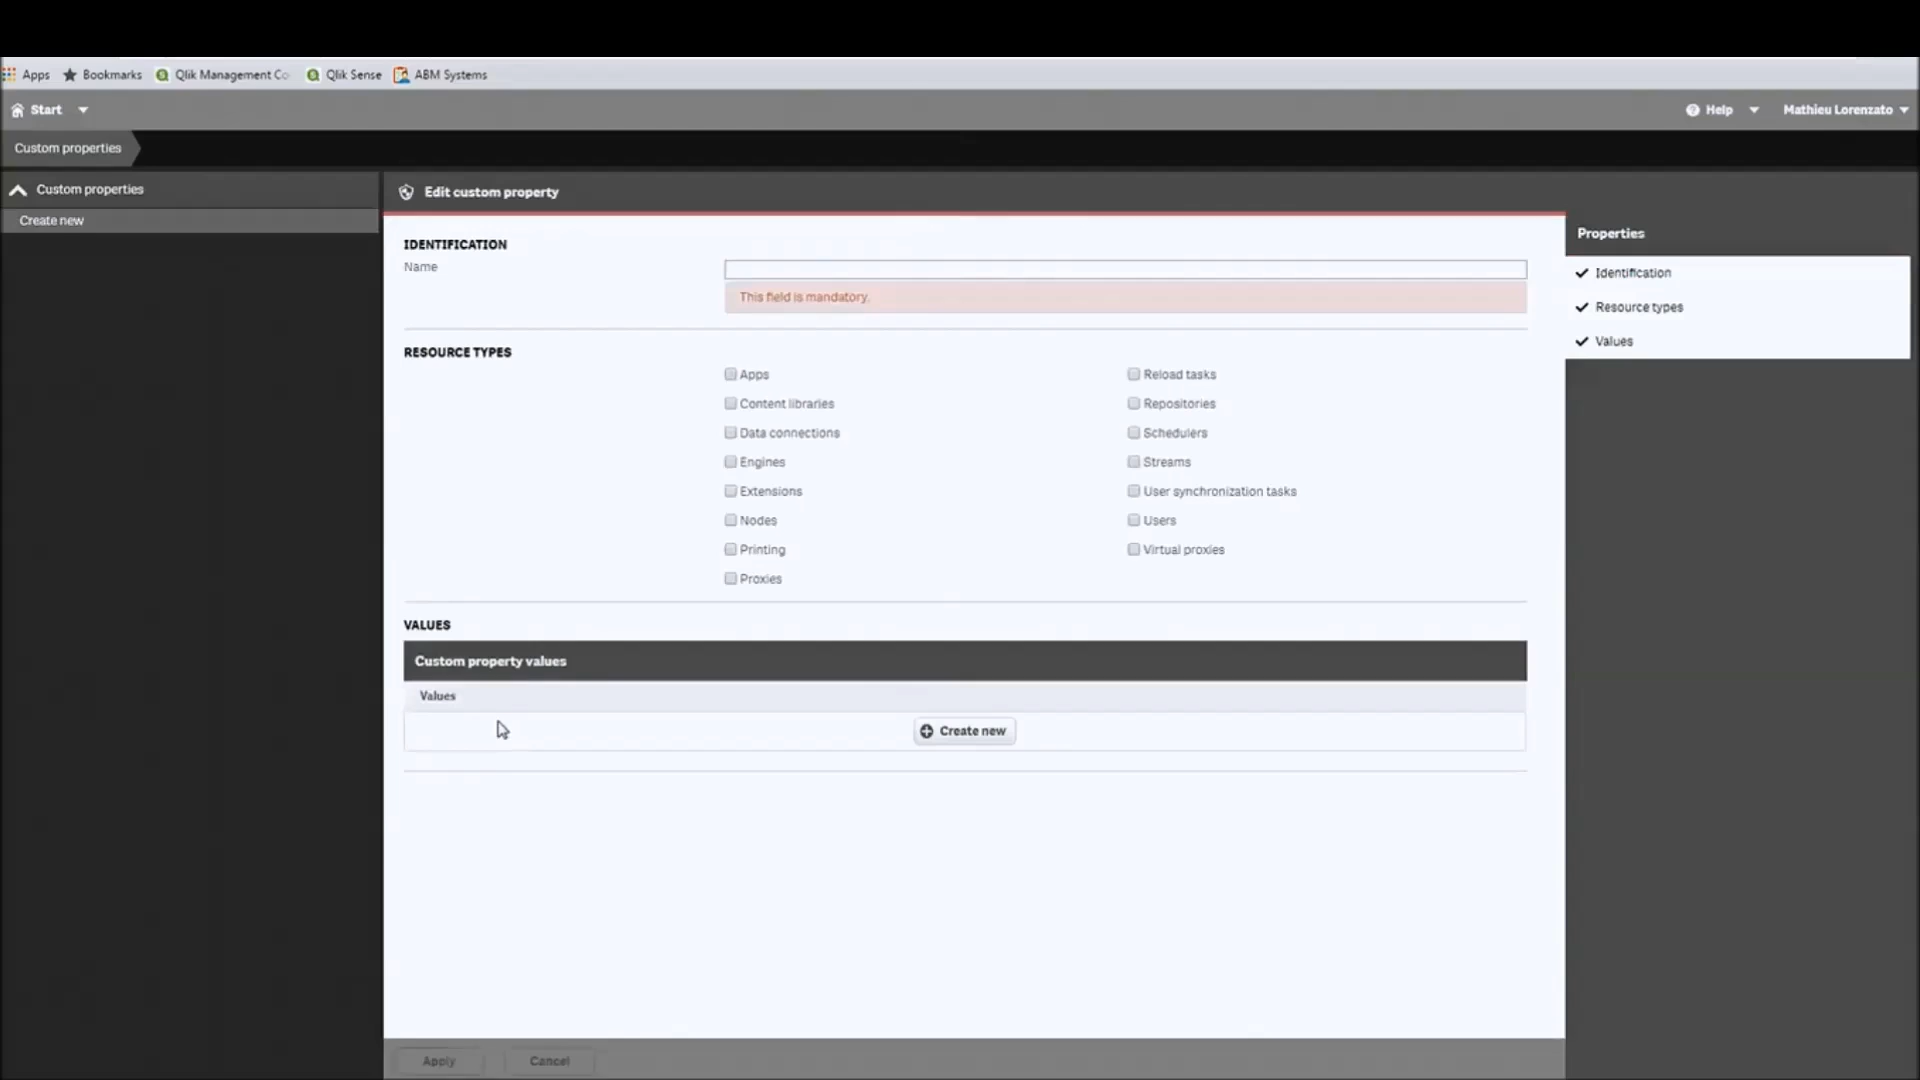 Apps Bookmarks Qlik Management Co Qlik Sense ABM Systems
Start Help Mathieu Lorenzato
Custom properties
Custom properties
Create new
Edit custom property
IDENTIFICATION
Name
This field is mandatory.
RESOURCE TYPES
Apps Reload tasks
Content libraries Repositories
Data connections Schedulers
Engines Streams
Extensions User synchronization tasks
Nodes Users
Printing Virtual proxies
Proxies
VALUES
Custom property values
Values
Create new
Apply Cancel
Properties
Identification
Resource types
Values